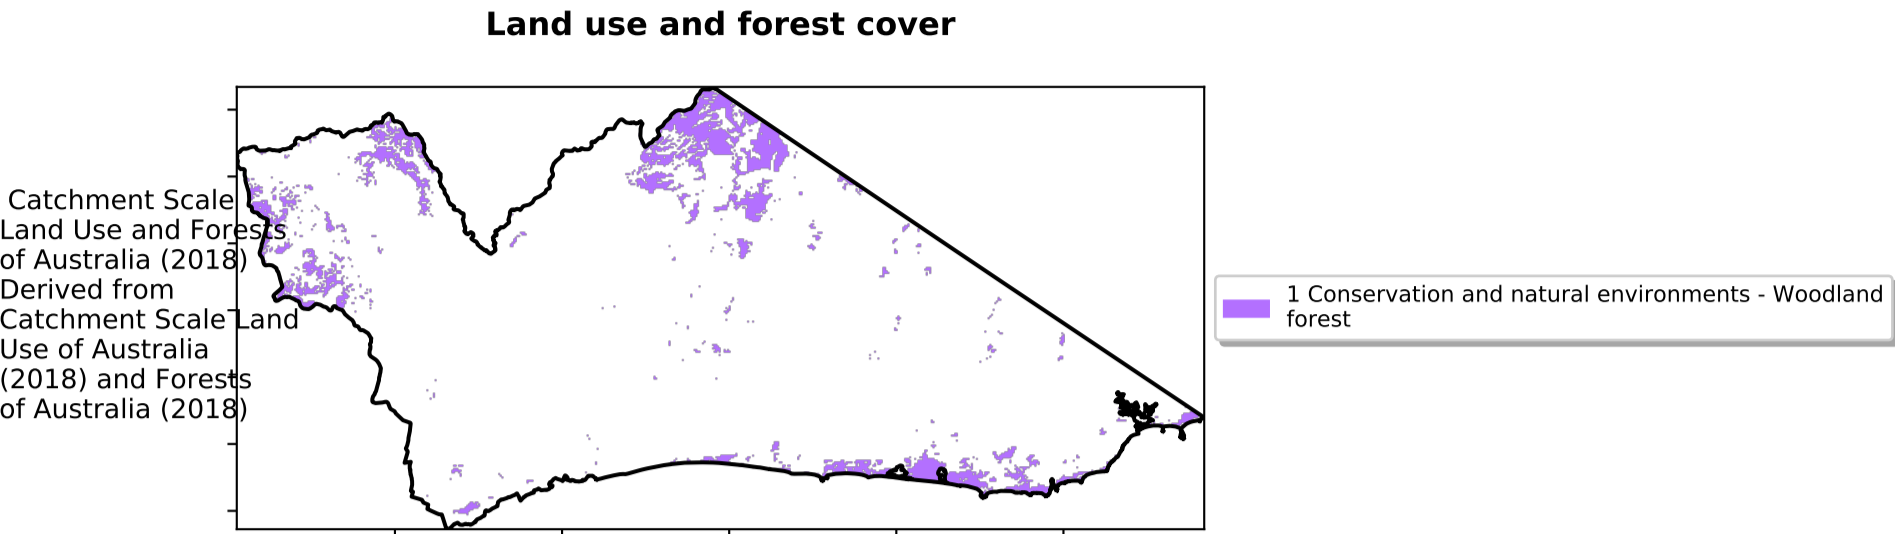 Land use and forest cover
Catchment Scale
Land Use and Forests
of Australia (2018)
Derived from
Catchment Scale Land
Use of Australia
(2018) and Forests
of Australia (2018)
1 Conservation and natural environments - Woodland
forest